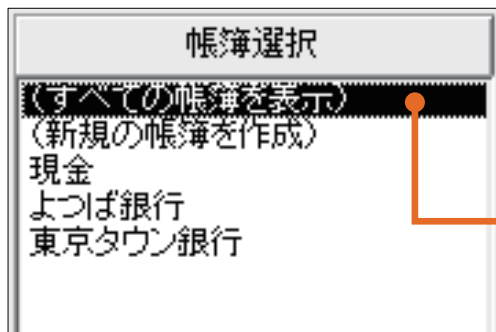 帳簿選択
(すべての帳簿を表示)
(新規の帳簿を作成)
現金
よつば銀行
東京タウン銀行